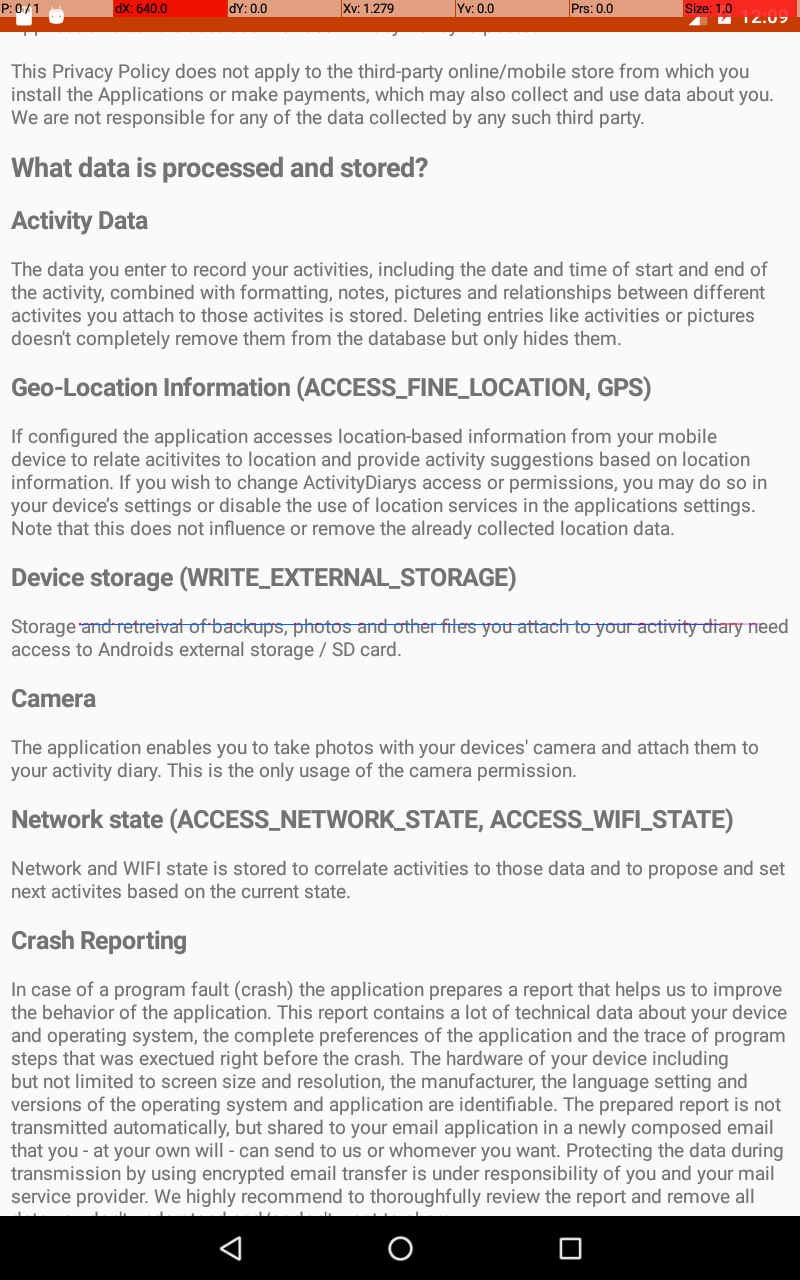 P: 0 / 1
dX: 640.0
dY: 0.0
Xv: 1.279
Yv: 0.0
Prs: 0.0
Size: 1.0
12:09
This Privacy Policy does not apply to the third-party online/mobile store from which you
install the Applications or make payments, which may also collect and use data about you.
We are not responsible for any of the data collected by any such third party.
What data is processed and stored?
Activity Data
The data you enter to record your activities, including the date and time of start and end of
the activity, combined with formatting, notes, pictures and relationships between different
activites you attach to those activites is stored. Deleting entries like activities or pictures
doesn't completely remove them from the database but only hides them.
Geo-Location Information (ACCESS_FINE_LOCATION, GPS)
If configured the application accesses location-based information from your mobile
device to relate acitivites to location and provide activity suggestions based on location
information. If you wish to change ActivityDiarys access or permissions, you may do so in
your device’s settings or disable the use of location services in the applications settings.
Note that this does not influence or remove the already collected location data.
Device storage (WRITE_EXTERNAL_STORAGE)
Storage and retreival of backups, photos and other files you attach to your activity diary need
access to Androids external storage / SD card.
Camera
The application enables you to take photos with your devices' camera and attach them to
your activity diary. This is the only usage of the camera permission.
Network state (ACCESS_NETWORK_STATE, ACCESS_WIFI_STATE)
Network and WIFI state is stored to correlate activities to those data and to propose and set
next activites based on the current state.
Crash Reporting
In case of a program fault (crash) the application prepares a report that helps us to improve
the behavior of the application. This report contains a lot of technical data about your device
and operating system, the complete preferences of the application and the trace of program
steps that was exectued right before the crash. The hardware of your device including
but not limited to screen size and resolution, the manufacturer, the language setting and
versions of the operating system and application are identifiable. The prepared report is not
transmitted automatically, but shared to your email application in a newly composed email
that you - at your own will - can send to us or whomever you want. Protecting the data during
transmission by using encrypted email transfer is under responsibility of you and your mail
service provider. We highly recommend to thoroughfully review the report and remove all